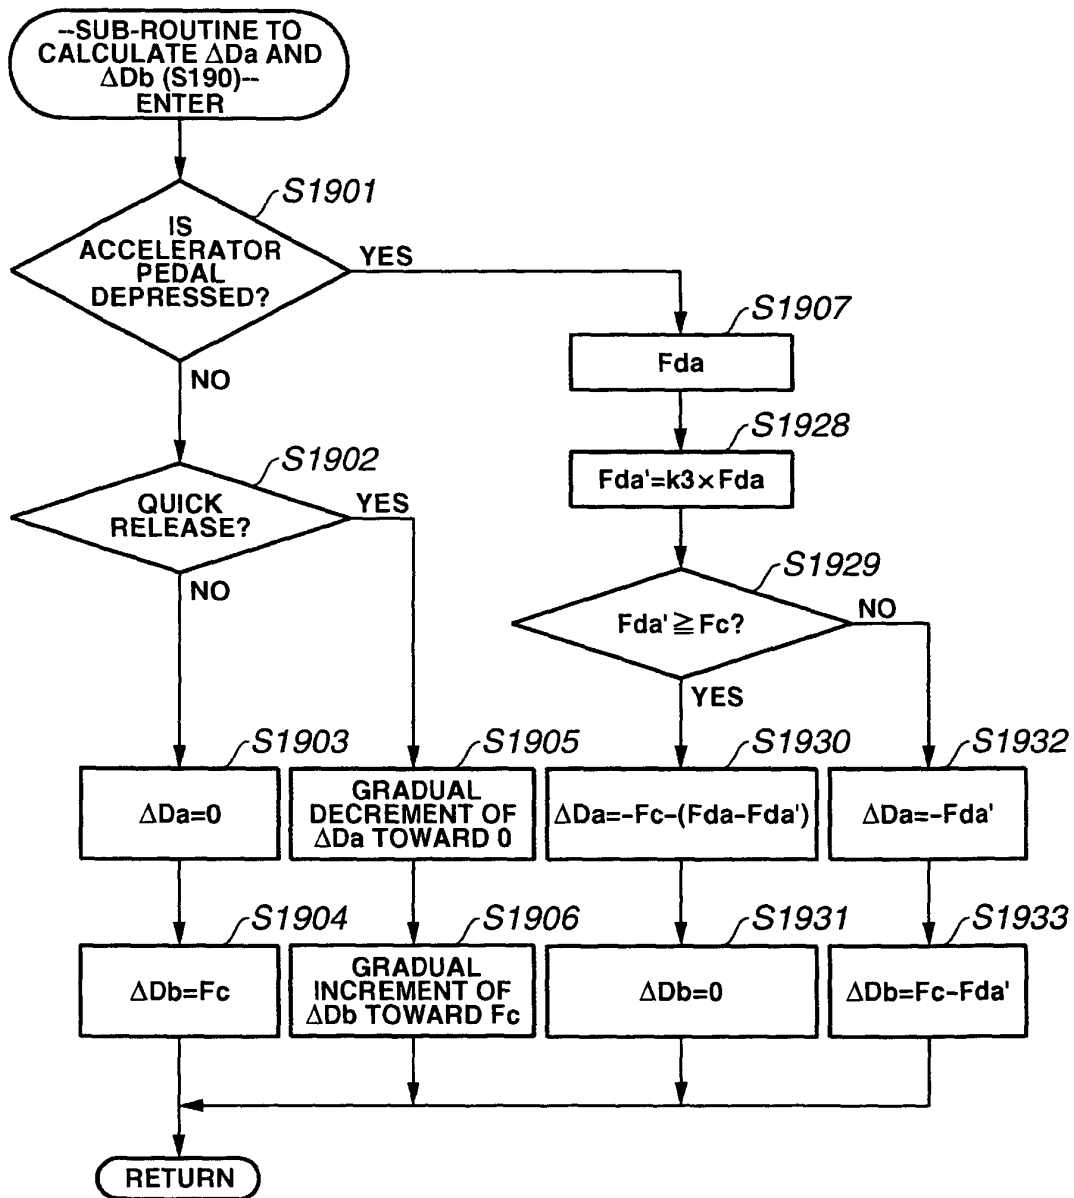 --SUB-ROUTINE TO
CALCULATE ΔDa AND
ΔDb (S190)--
ENTER
S1901
IS
ACCELERATOR
PEDAL
DEPRESSED?
YES
NO
S1907
Fda
S1928
Fda'=k3×Fda
S1902
QUICK
RELEASE?
YES
NO
S1929
Fda'≧Fc?
NO
YES
S1903
ΔDa=0
S1905
GRADUAL
DECREMENT OF
ΔDa TOWARD 0
S1930
ΔDa=-Fc-(Fda-Fda')
S1932
ΔDa=-Fda'
S1904
ΔDb=Fc
S1906
GRADUAL
INCREMENT OF
ΔDb TOWARD Fc
S1931
ΔDb=0
S1933
ΔDb=Fc-Fda'
RETURN